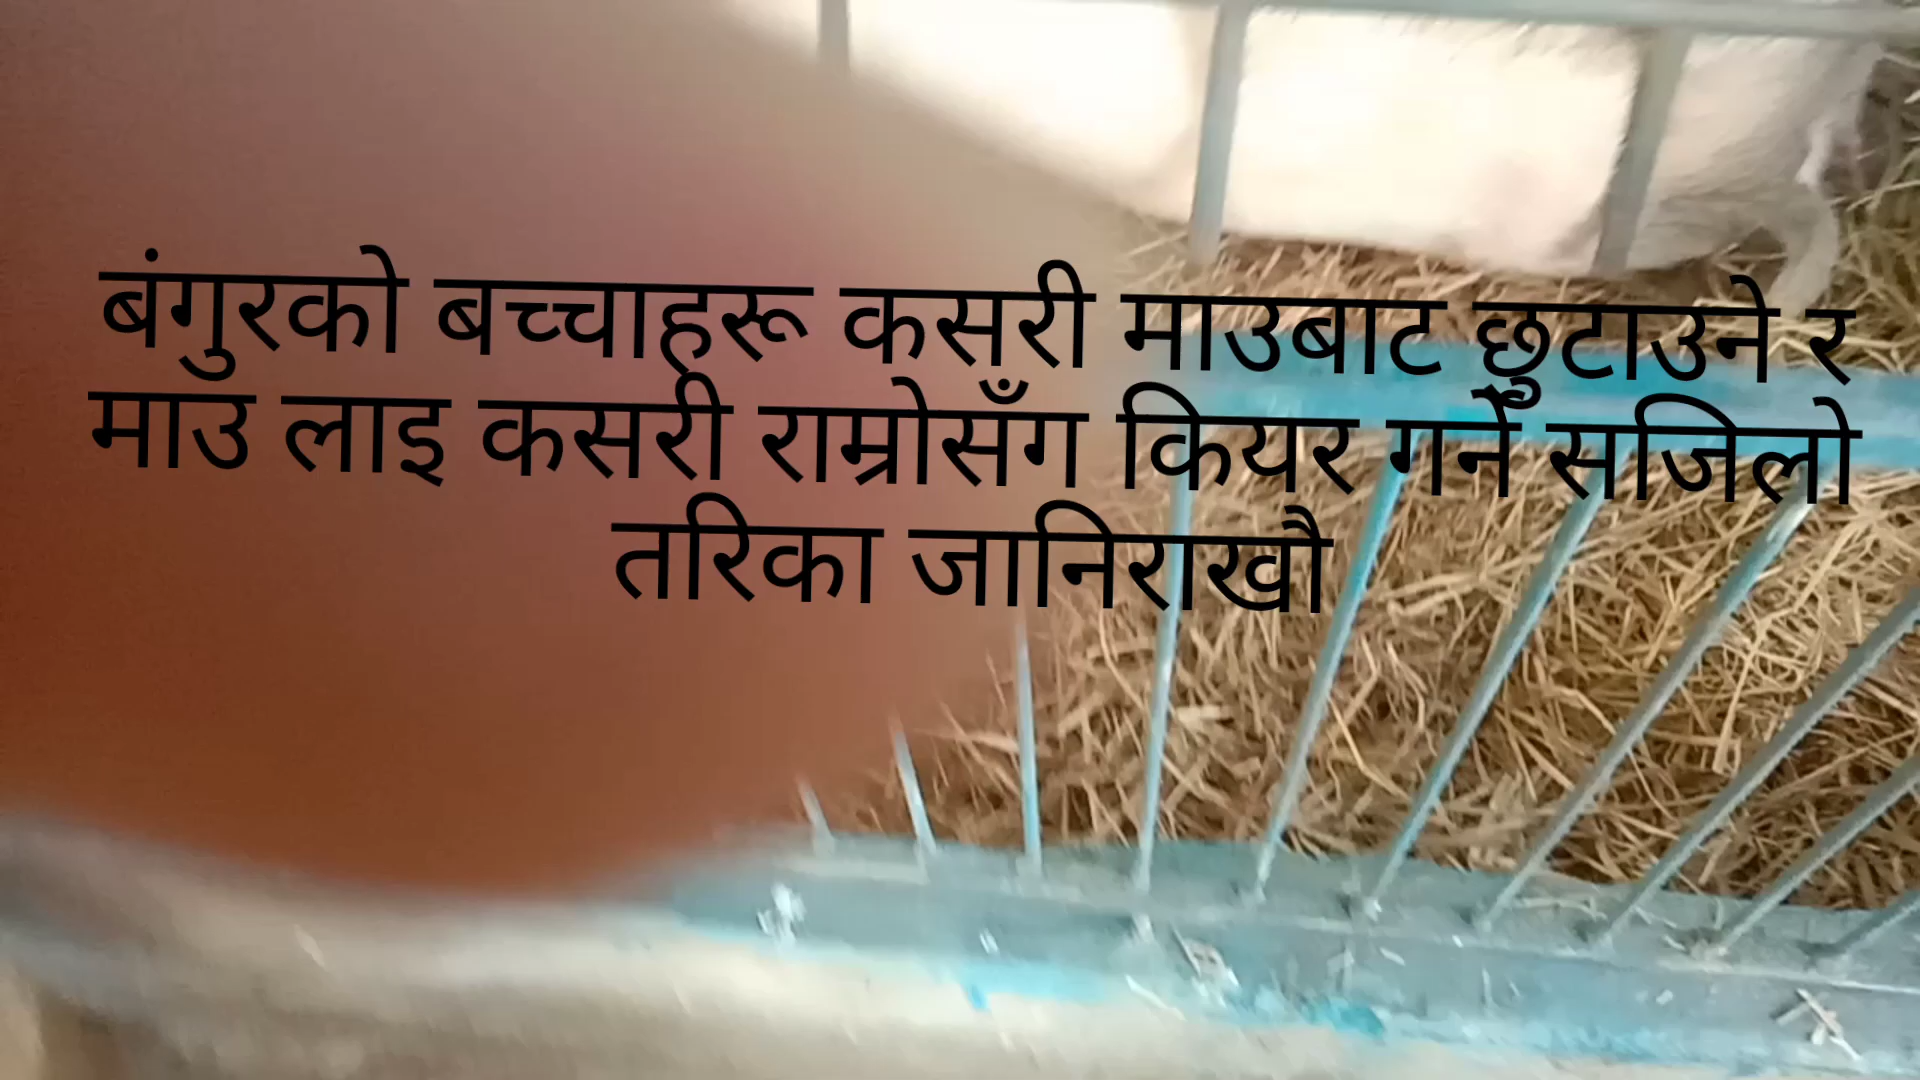 बंगुरको बच्चाहरू कसरी माउबाट छुटाउने र
माउ लाइ कसरी राम्रोसँग कियर गर्ने सजिलो
तरिका जानिराखौ